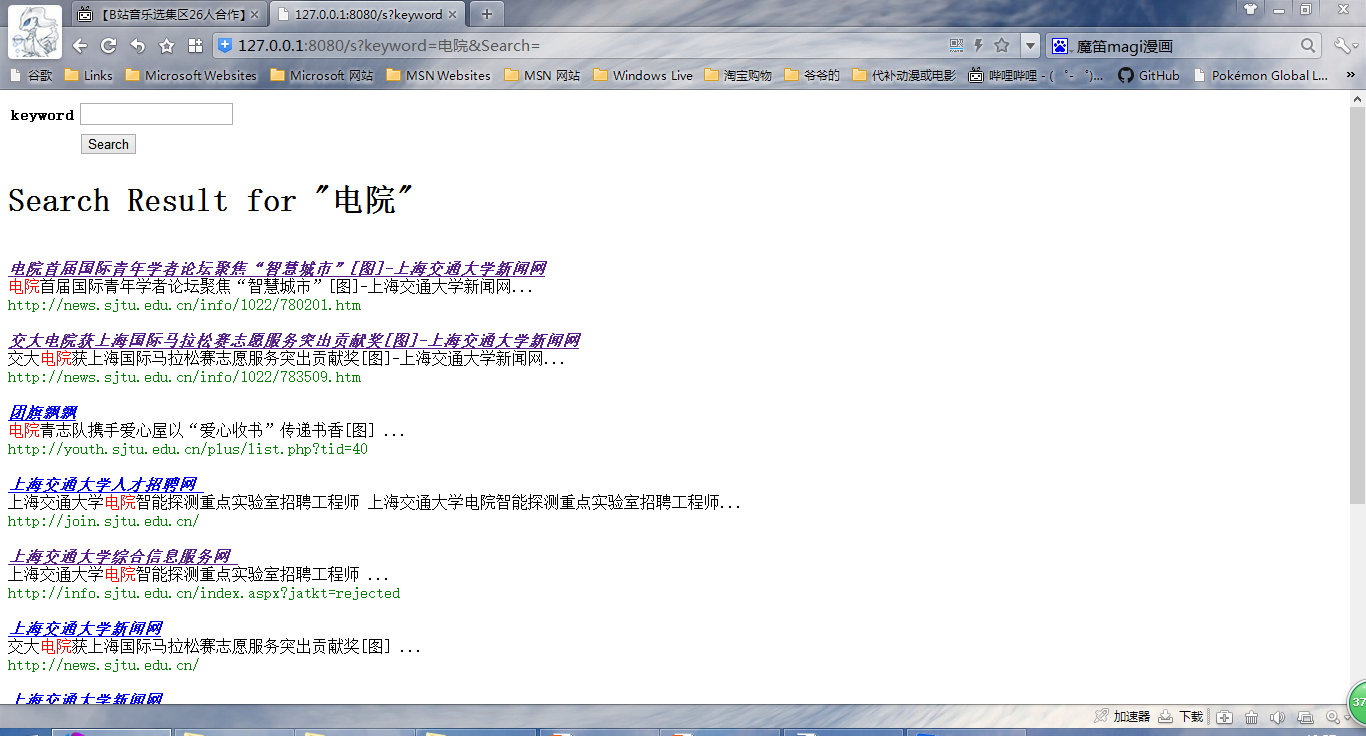 【B站音乐选集区26人合作】
127.0.0.1:8080/s?keyword
127.0.0.1:8080/s?keyword=电院&Search=
魔笛magi漫画
谷歌 Links Microsoft Websites Microsoft 网站 MSN Websites MSN 网站 Windows Live 淘宝购物 爷爷的 代补动漫或电影 哔哩哔哩 - ( ゜- ゜)... GitHub Pokémon Global L... »
keyword
Search
Search Result for "电院"
电院首届国际青年学者论坛聚焦“智慧城市”[图]-上海交通大学新闻网
电院首届国际青年学者论坛聚焦“智慧城市”[图]-上海交通大学新闻网...
http://news.sjtu.edu.cn/info/1022/780201.htm
交大电院获上海国际马拉松赛志愿服务突出贡献奖[图]-上海交通大学新闻网
交大电院获上海国际马拉松赛志愿服务突出贡献奖[图]-上海交通大学新闻网...
http://news.sjtu.edu.cn/info/1022/783509.htm
团旗飘飘
电院青志队携手爱心屋以“爱心收书”传递书香[图] ...
http://youth.sjtu.edu.cn/plus/list.php?tid=40
上海交通大学人才招聘网
上海交通大学电院智能探测重点实验室招聘工程师 上海交通大学电院智能探测重点实验室招聘工程师...
http://join.sjtu.edu.cn/
上海交通大学综合信息服务网
上海交通大学电院智能探测重点实验室招聘工程师 ...
http://info.sjtu.edu.cn/index.aspx?jatkt=rejected
上海交通大学新闻网
交大电院获上海国际马拉松赛志愿服务突出贡献奖[图] ...
http://news.sjtu.edu.cn/
上海交通大学新闻网
37
加速器 下载